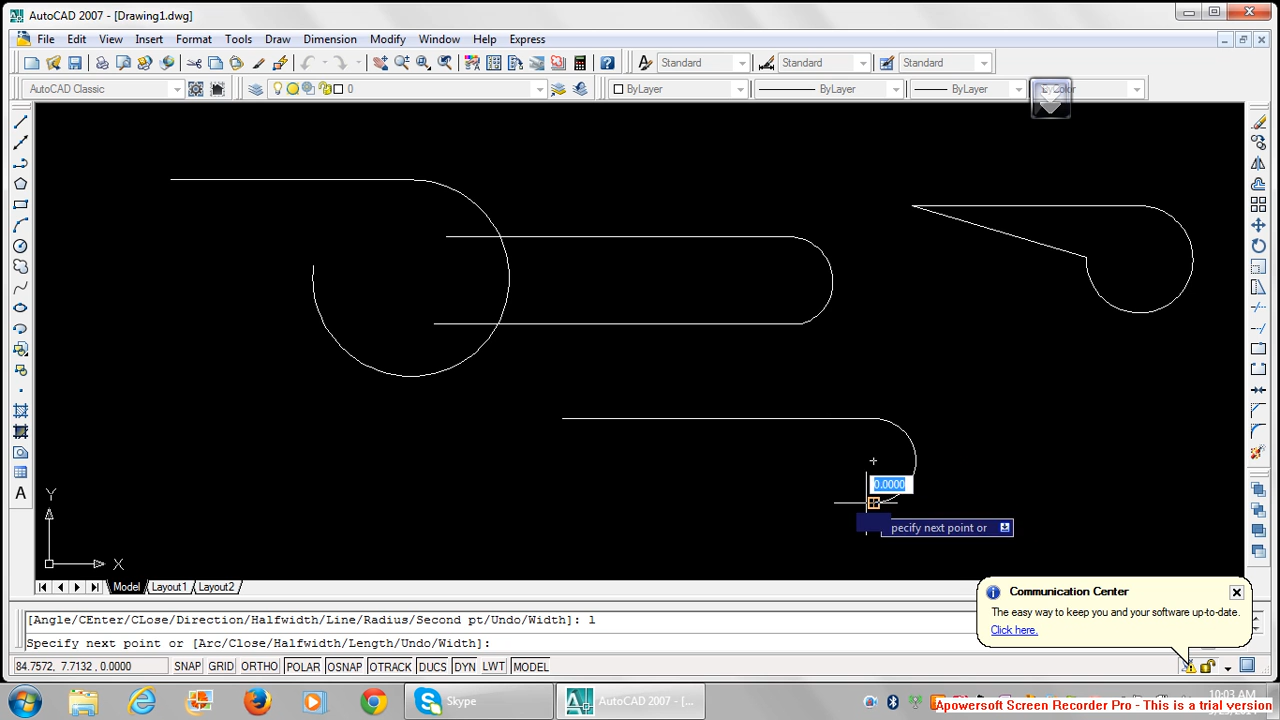 AutoCAD 2007 - [Drawing1.dwg]
File Edit View Insert Format Tools Draw Dimension Modify Window Help Express
Standard Standard Standard
AutoCAD Classic 0 ByLayer ByLayer ByLayer Color
0.0000
pecify next point or
Y
X
A
Model Layout1 Layout2
Communication Center
The easy way to keep you and your software up-to-date.
Click here.
[Angle/CEnter/CLose/Direction/Halfwidth/Line/Radius/Second pt/Undo/Width]: l
Specify next point or [Arc/Close/Halfwidth/Length/Undo/Width]:
84.7572, 7.7132 , 0.0000 SNAP GRID ORTHO POLAR OSNAP OTRACK DUCS DYN LWT MODEL
Skype AutoCAD 2007 - [... 10:03 AM
Apowersoft Screen Recorder Pro - This is a trial version